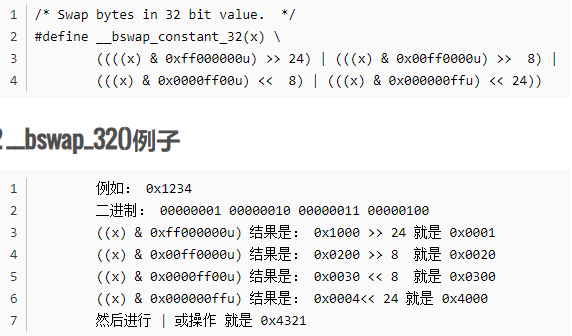 1 /* Swap bytes in 32 bit value.  */
2 #define __bswap_constant_32(x) \
3 ((((x) & 0xff000000u) >> 24) | (((x) & 0x00ff0000u) >>  8) |
4 (((x) & 0x0000ff00u) <<  8) | (((x) & 0x000000ffu) << 24))
2 __bswap_32()例子
1 例如： 0x1234
2 二进制： 00000001 00000010 00000011 00000100
3 ((x) & 0xff000000u) 结果是： 0x1000 >> 24 就是 0x0001
4 ((x) & 0x00ff0000u) 结果是： 0x0200 >> 8  就是 0x0020
5 ((x) & 0x0000ff00u) 结果是： 0x0030 << 8  就是 0x0300
6 ((x) & 0x000000ffu) 结果是： 0x0004<< 24 就是 0x4000
7 然后进行 | 或操作 就是 0x4321